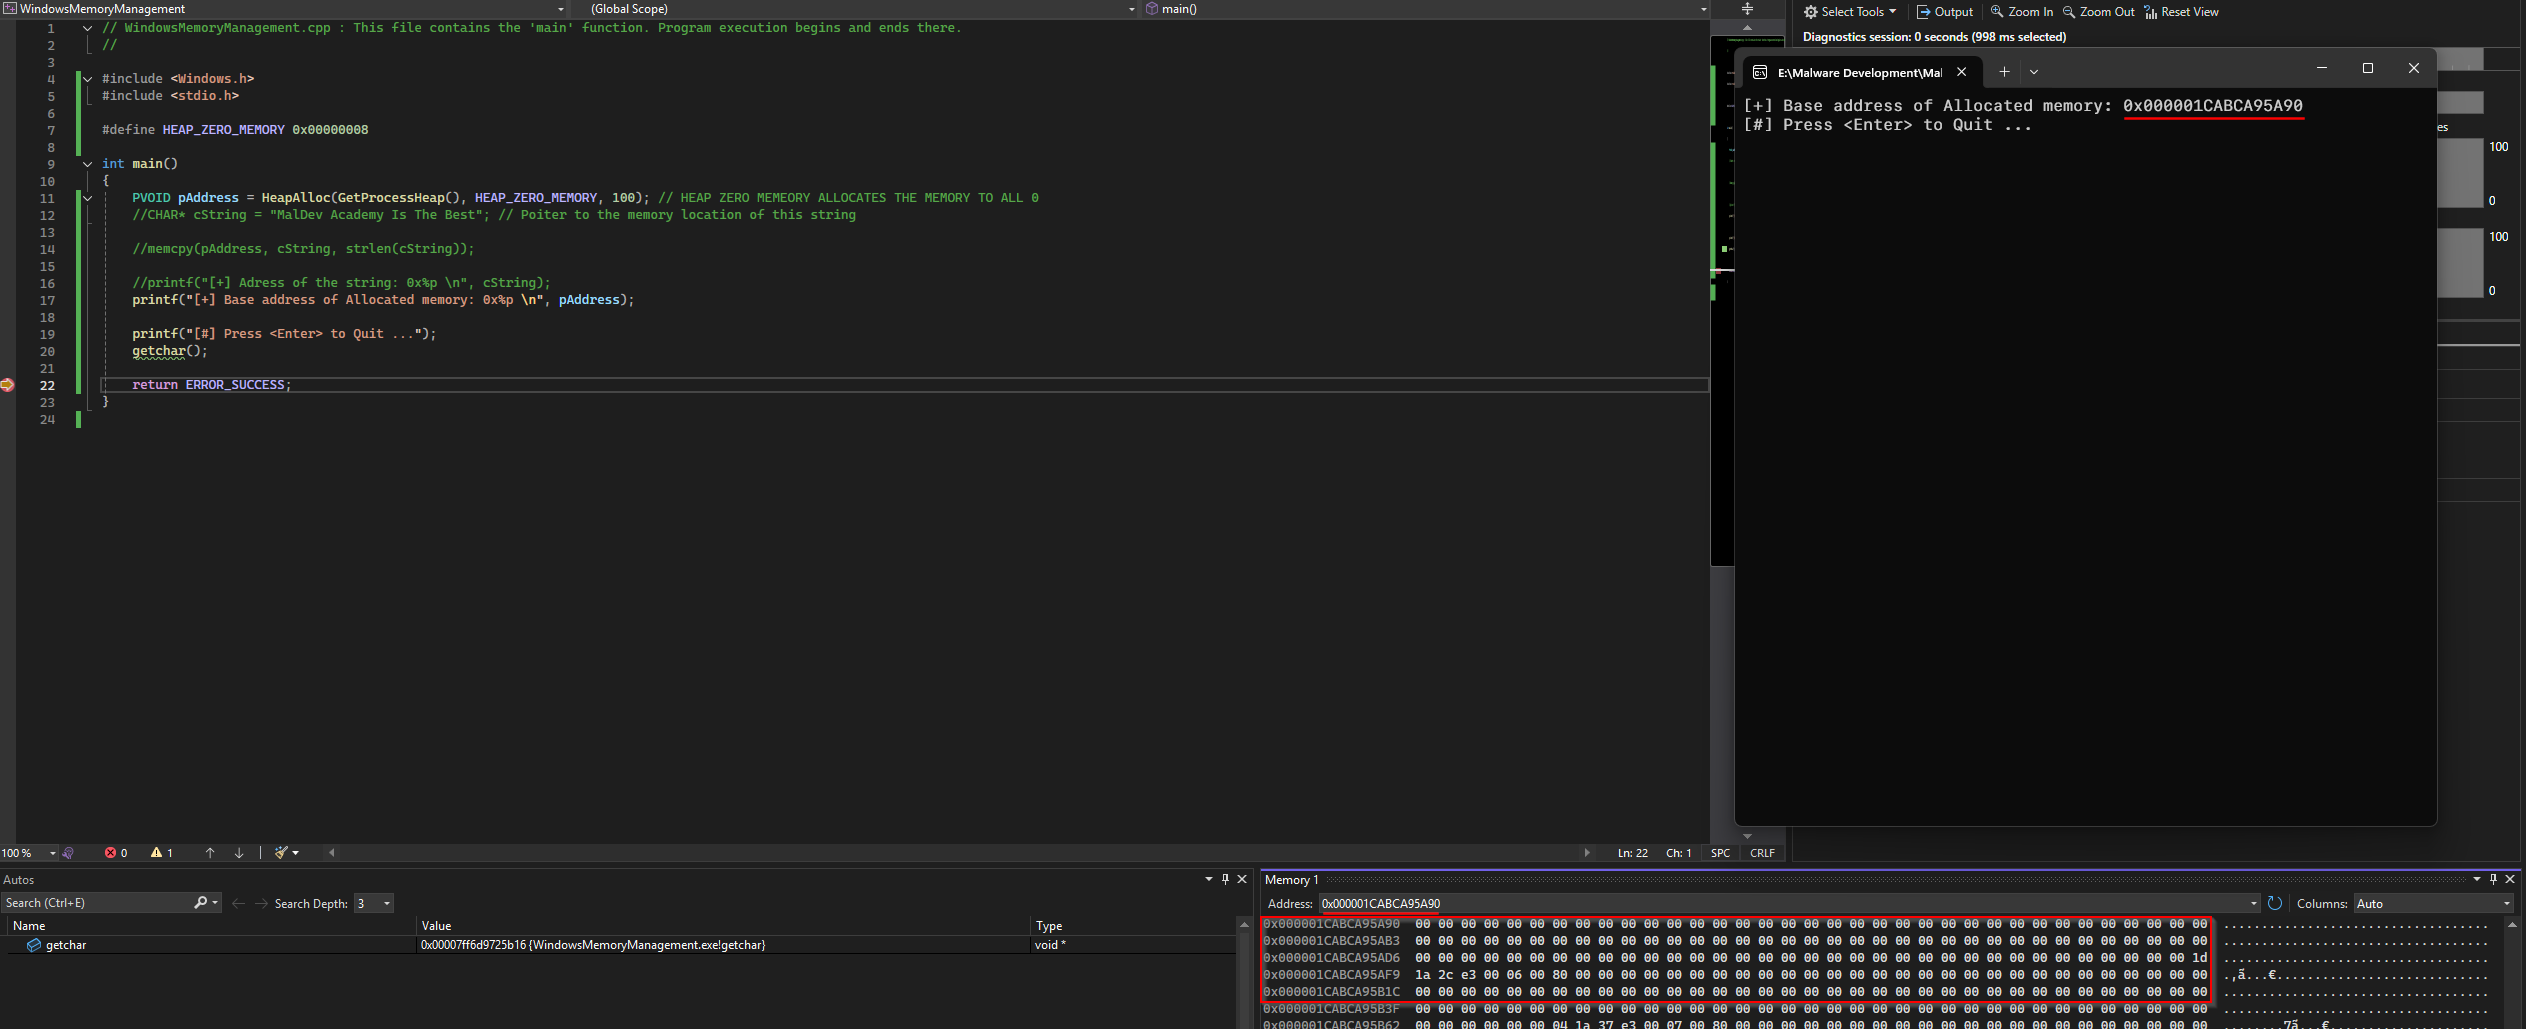 WindowsMemoryManagement
(Global Scope)
main()
1 // WindowsMemoryManagement.cpp : This file contains the 'main' function. Program execution begins and ends there.
2 //
3
4 #include <Windows.h>
5 #include <stdio.h>
6
7 #define HEAP_ZERO_MEMORY 0x00000008
8
9 int main()
10 {
11 PVOID pAddress = HeapAlloc(GetProcessHeap(), HEAP_ZERO_MEMORY, 100); // HEAP ZERO MEMEORY ALLOCATES THE MEMORY TO ALL 0
12 //CHAR* cString = "MalDev Academy Is The Best"; // Poiter to the memory location of this string
13
14 //memcpy(pAddress, cString, strlen(cString));
15
16 //printf("[+] Adress of the string: 0x%p \n", cString);
17 printf("[+] Base address of Allocated memory: 0x%p \n", pAddress);
18
19 printf("[#] Press <Enter> to Quit ...");
20 getchar();
21
22 return ERROR_SUCCESS;
23 }
24
100 %
0
1
Ln: 22 Ch: 1 SPC CRLF
Select Tools Output Zoom In Zoom Out Reset View
Diagnostics session: 0 seconds (998 ms selected)
E:\Malware Development\Mal
[+] Base address of Allocated memory: 0x000001CABCA95A90
[#] Press <Enter> to Quit ...
es
100
0
100
0
Autos
Search (Ctrl+E)
Search Depth: 3
Name Value Type
getchar 0x00007ff6d9725b16 {WindowsMemoryManagement.exe!getchar} void *
Memory 1
Address: 0x000001CABCA95A90
Columns: Auto
0x000001CABCA95A90 00 00 00 00 00 00 00 00 00 00 00 00 00 00 00 00 00 00 00 00 00 00 00 00 00 00 00 00 00 00 00 00 00 00 00 ...................................
0x000001CABCA95AB3 00 00 00 00 00 00 00 00 00 00 00 00 00 00 00 00 00 00 00 00 00 00 00 00 00 00 00 00 00 00 00 00 00 00 00 ...................................
0x000001CABCA95AD6 00 00 00 00 00 00 00 00 00 00 00 00 00 00 00 00 00 00 00 00 00 00 00 00 00 00 00 00 00 00 00 00 00 00 1d ...................................
0x000001CABCA95AF9 1a 2c e3 00 06 00 80 00 00 00 00 00 00 00 00 00 00 00 00 00 00 00 00 00 00 00 00 00 00 00 00 00 00 00 00 .,ã...€............................
0x000001CABCA95B1C 00 00 00 00 00 00 00 00 00 00 00 00 00 00 00 00 00 00 00 00 00 00 00 00 00 00 00 00 00 00 00 00 00 00 00 ...................................
0x000001CABCA95B3F 00 00 00 00 00 00 00 00 00 00 00 00 00 00 00 00 00 00 00 00 00 00 00 00 00 00 00 00 00 00 00 00 00 00 00 ...................................
0x000001CABCA95B62 00 00 00 00 00 00 04 1a 37 e3 00 07 00 80 00 00 00 00 00 00 00 00 00 00 00 00 00 00 00 00 00 00 00 00 00 ........7ã...€.....................